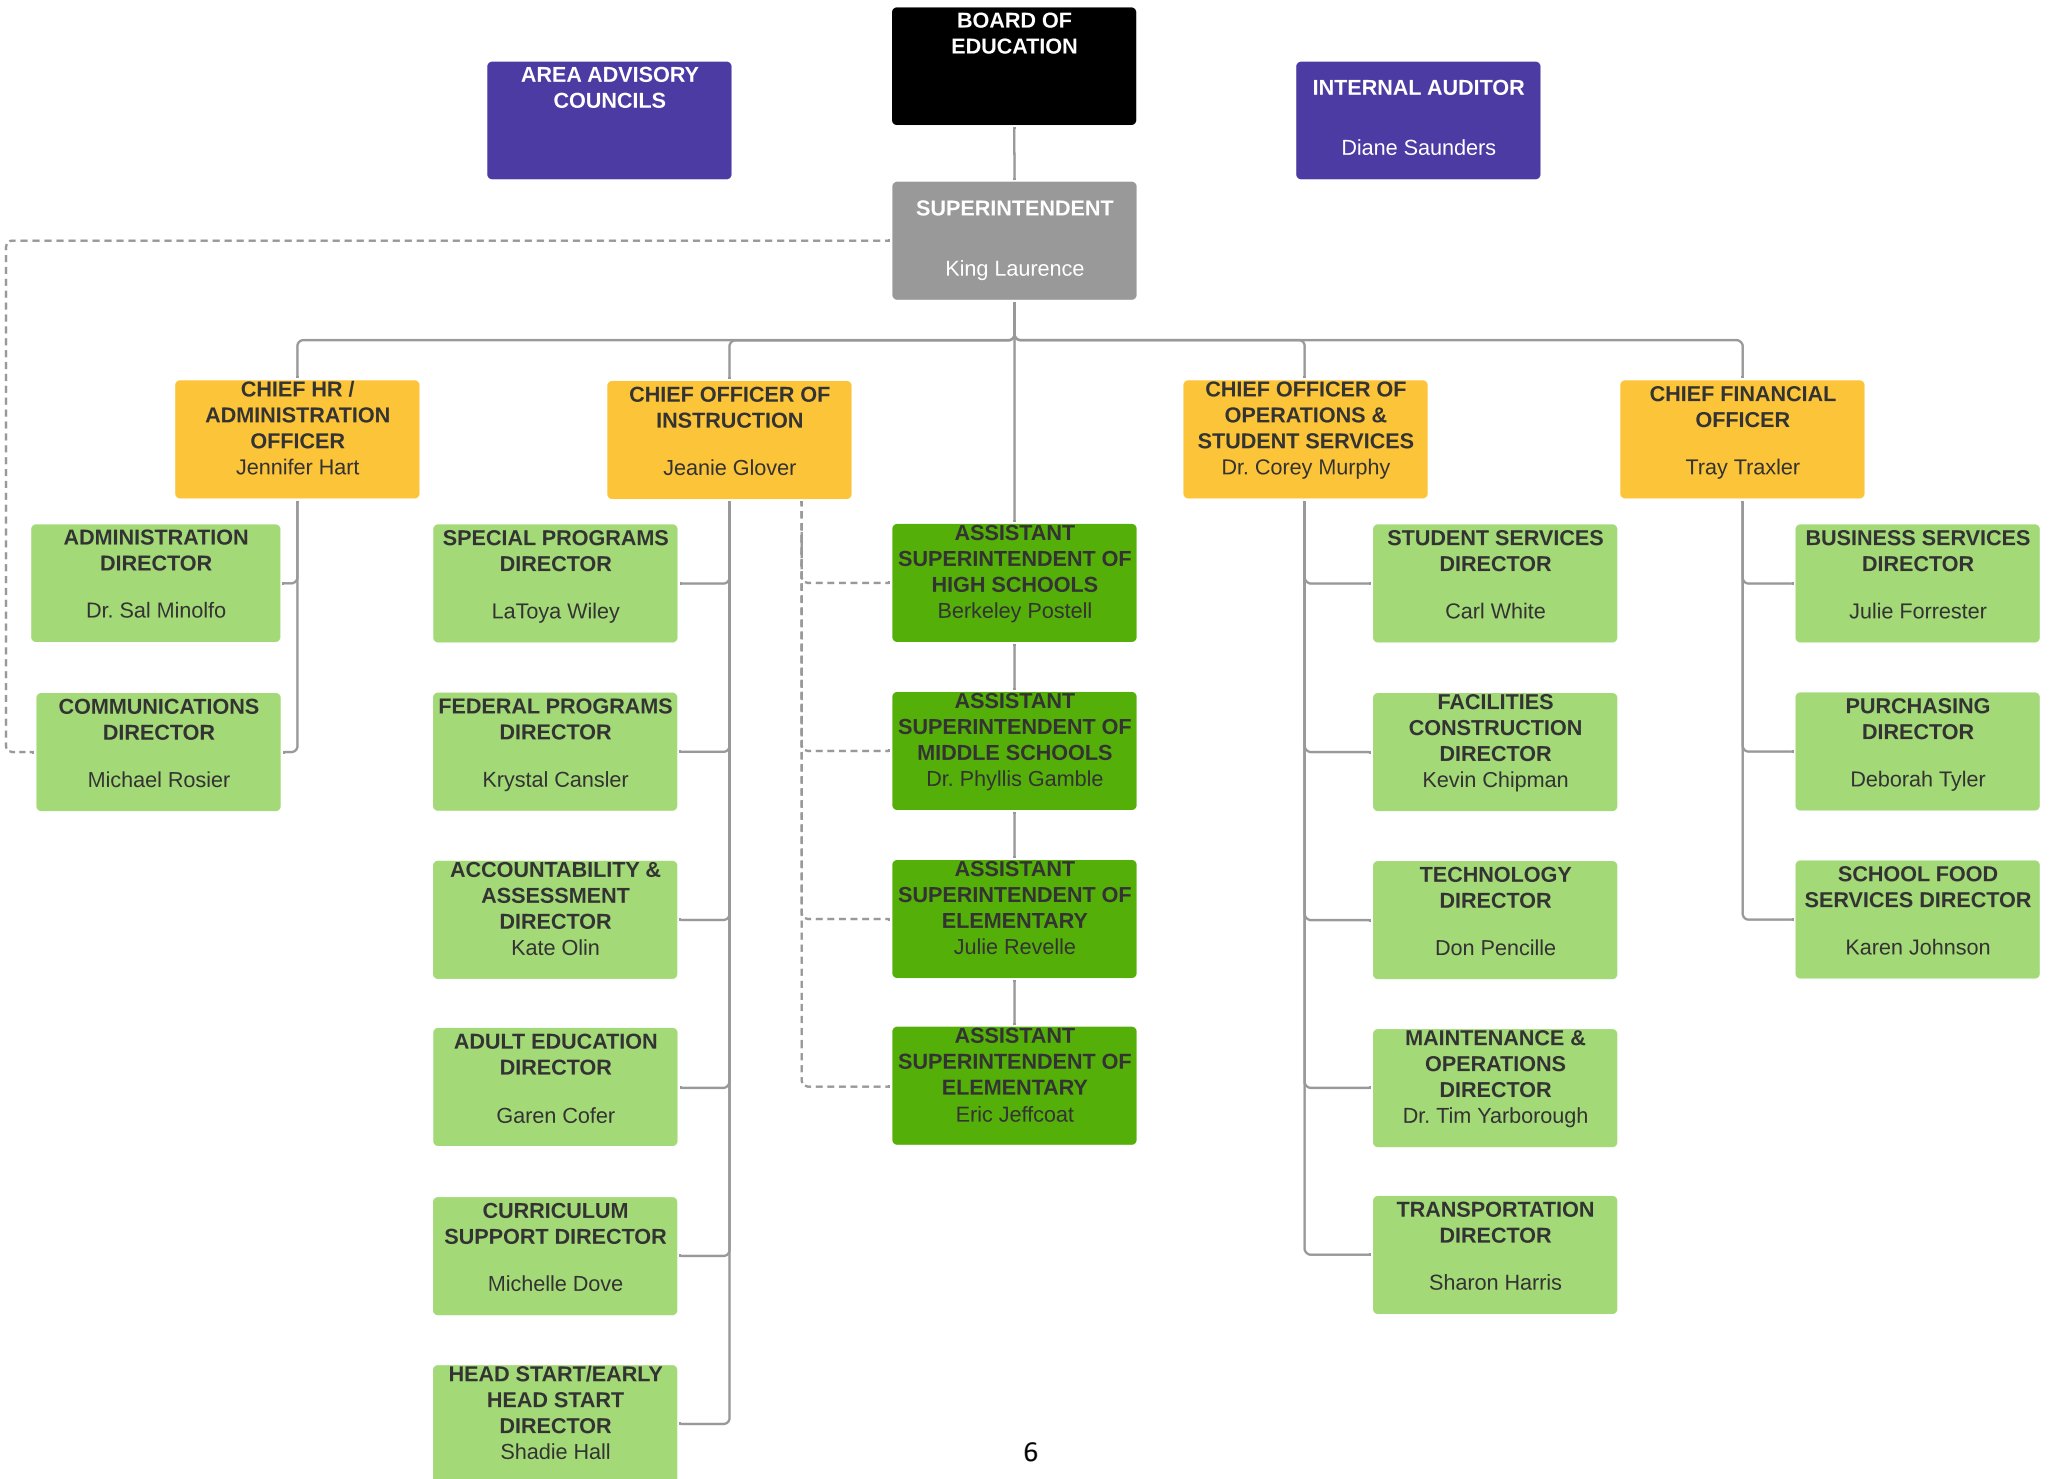 BOARD OF
EDUCATION
AREA ADVISORY
COUNCILS
INTERNAL AUDITOR
Diane Saunders
SUPERINTENDENT
King Laurence
CHIEF HR /
ADMINISTRATION
OFFICER
Jennifer Hart
CHIEF OFFICER OF
INSTRUCTION
Jeanie Glover
CHIEF OFFICER OF
OPERATIONS &
STUDENT SERVICES
Dr. Corey Murphy
CHIEF FINANCIAL
OFFICER
Tray Traxler
ADMINISTRATION
DIRECTOR
Dr. Sal Minolfo
SPECIAL PROGRAMS
DIRECTOR
LaToya Wiley
ASSISTANT
SUPERINTENDENT OF
HIGH SCHOOLS
Berkeley Postell
STUDENT SERVICES
DIRECTOR
Carl White
BUSINESS SERVICES
DIRECTOR
Julie Forrester
COMMUNICATIONS
DIRECTOR
Michael Rosier
FEDERAL PROGRAMS
DIRECTOR
Krystal Cansler
ASSISTANT
SUPERINTENDENT OF
MIDDLE SCHOOLS
Dr. Phyllis Gamble
FACILITIES
CONSTRUCTION
DIRECTOR
Kevin Chipman
PURCHASING
DIRECTOR
Deborah Tyler
ACCOUNTABILITY &
ASSESSMENT
DIRECTOR
Kate Olin
ASSISTANT
SUPERINTENDENT OF
ELEMENTARY
Julie Revelle
TECHNOLOGY
DIRECTOR
Don Pencille
SCHOOL FOOD
SERVICES DIRECTOR
Karen Johnson
ADULT EDUCATION
DIRECTOR
Garen Cofer
ASSISTANT
SUPERINTENDENT OF
ELEMENTARY
Eric Jeffcoat
MAINTENANCE &
OPERATIONS
DIRECTOR
Dr. Tim Yarborough
CURRICULUM
SUPPORT DIRECTOR
Michelle Dove
TRANSPORTATION
DIRECTOR
Sharon Harris
HEAD START/EARLY
HEAD START
DIRECTOR
Shadie Hall
6